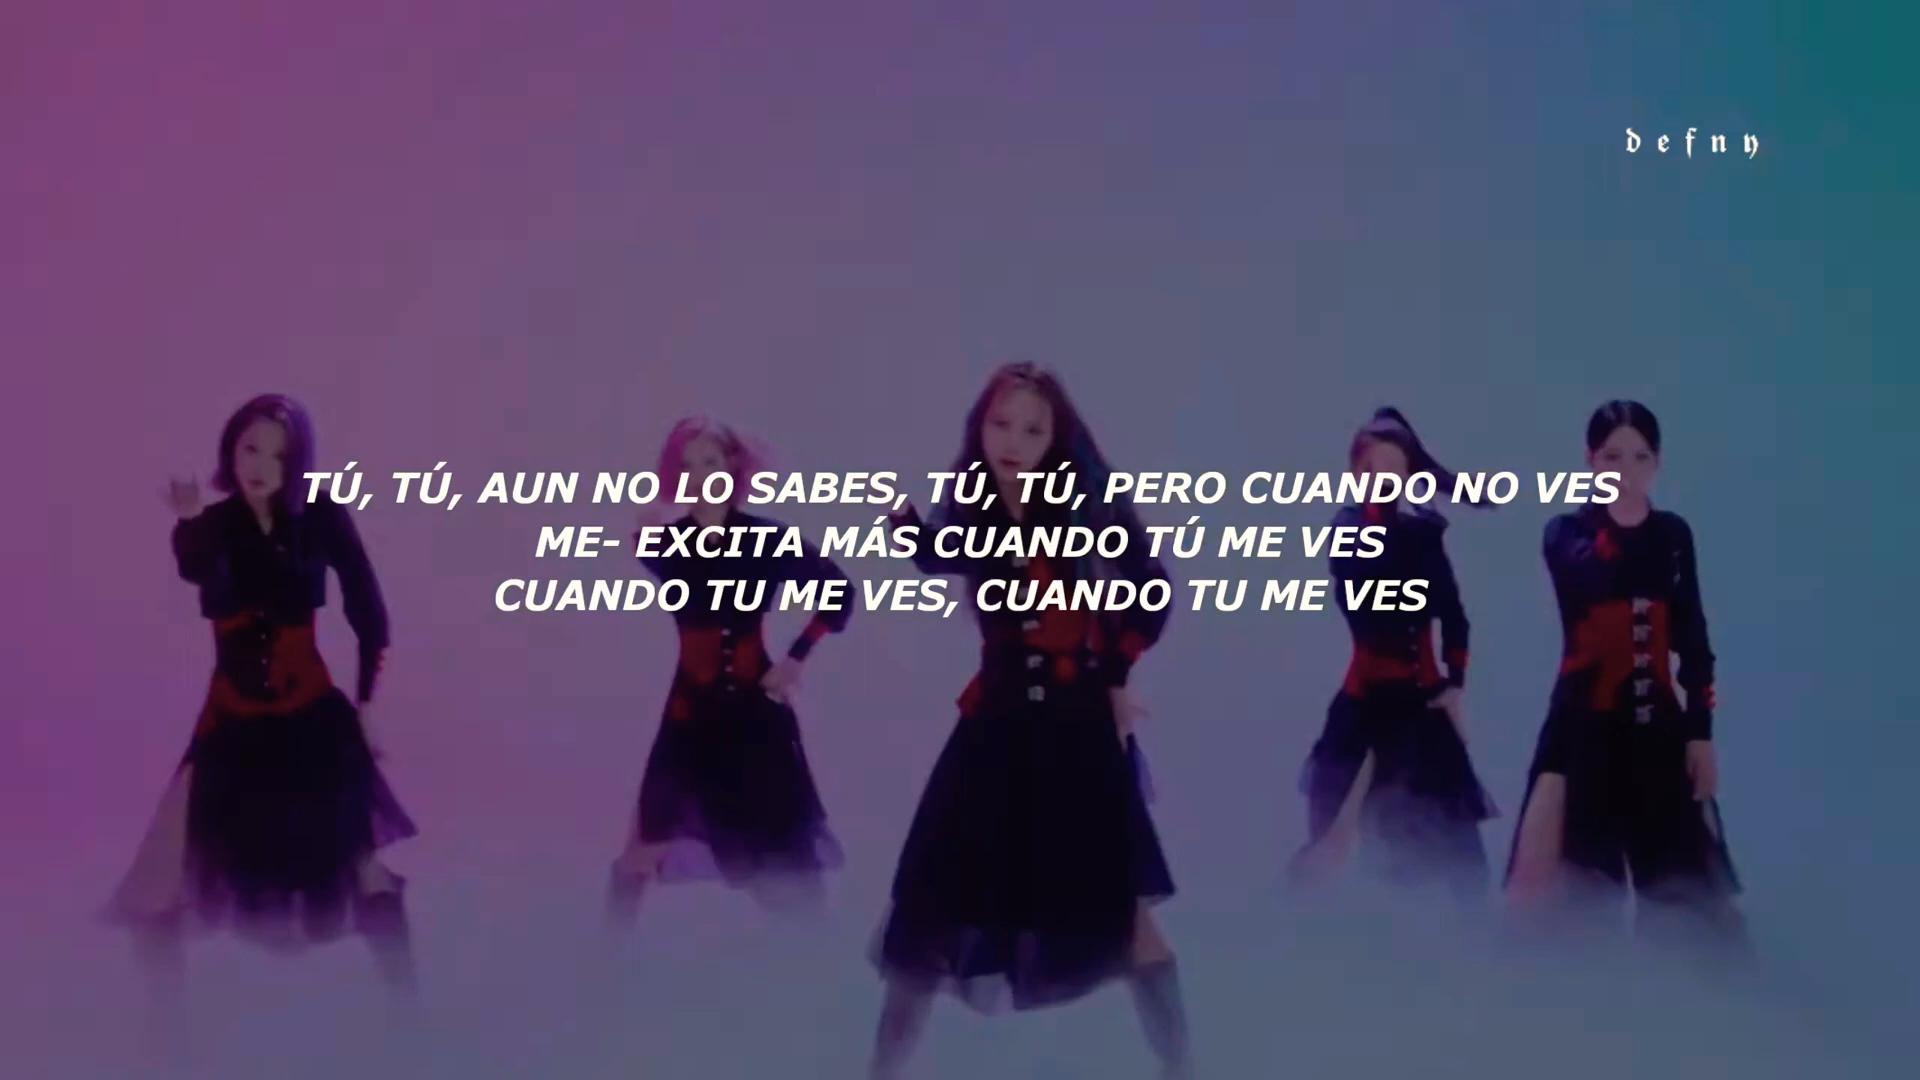 defny
TÚ, TÚ, AUN NO LO SABES, TÚ, TÚ, PERO CUANDO NO VES
ME- EXCITA MÁS CUANDO TÚ ME VES
CUANDO TU ME VES, CUANDO TU ME VES